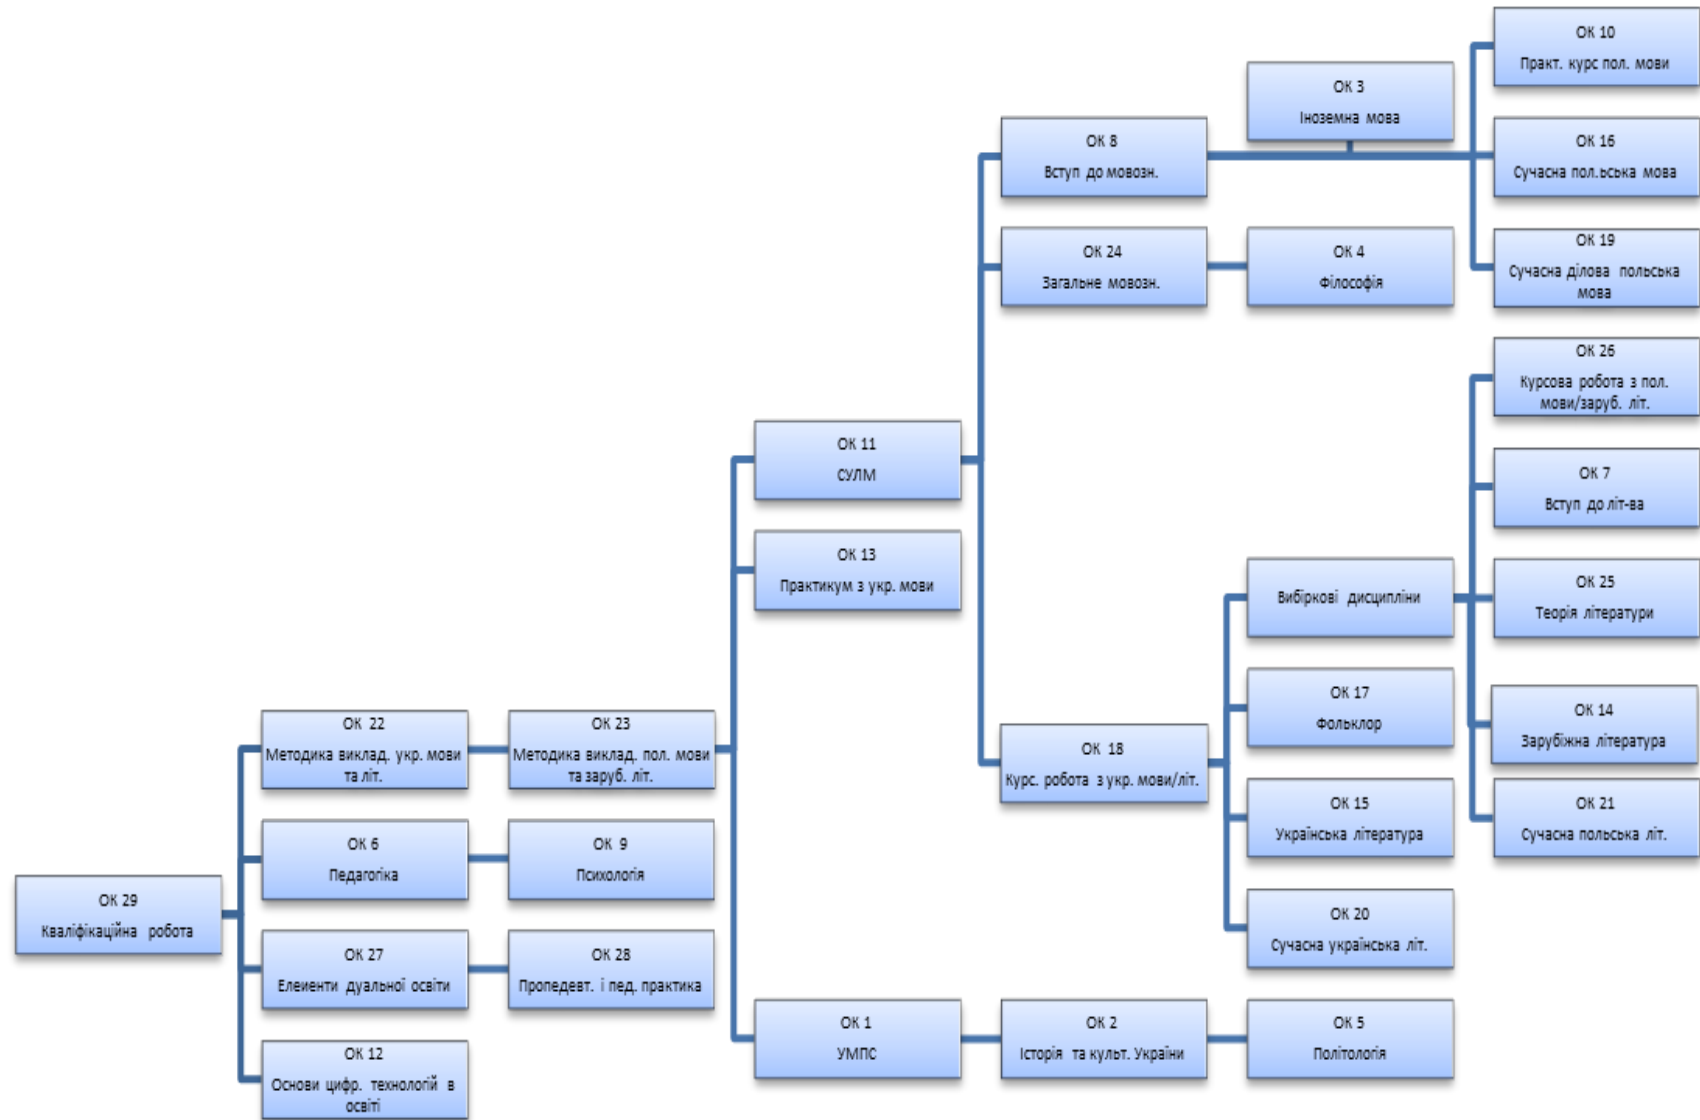 ОК 10
Практ. курс пол. мови
ОК 3
Іноземна мова
ОК 8
Вступ до мовозн.
ОК 16
Сучасна пол.ьська мова
ОК 24
Загальне мовозн.
ОК 4
Філософія
ОК 19
Сучасна ділова польська
мова
ОК 26
Курсова робота з пол.
мови/заруб. літ.
ОК 11
СУЛМ
ОК 7
Вступ до літ-ва
ОК 13
Практикум з укр. мови
Вибіркові дисципліни
ОК 25
Теорія літератури
ОК 22
Методика виклад. укр. мови
та літ.
ОК 23
Методика виклад. пол. мови
та заруб. літ.
ОК 18
Курс. робота з укр. мови/літ.
ОК 17
Фольклор
ОК 14
Зарубіжна література
ОК 15
Українська література
ОК 21
Сучасна польська літ.
ОК 6
Педагогіка
ОК 9
Психологія
ОК 29
Кваліфікаційна робота
ОК 20
Сучасна українська літ.
ОК 27
Елеиенти дуальної освіти
ОК 28
Пропедевт. і пед. практика
ОК 1
УМПС
ОК 2
Історія та культ. України
ОК 5
Політологія
ОК 12
Основи цифр. технологій в
освіті